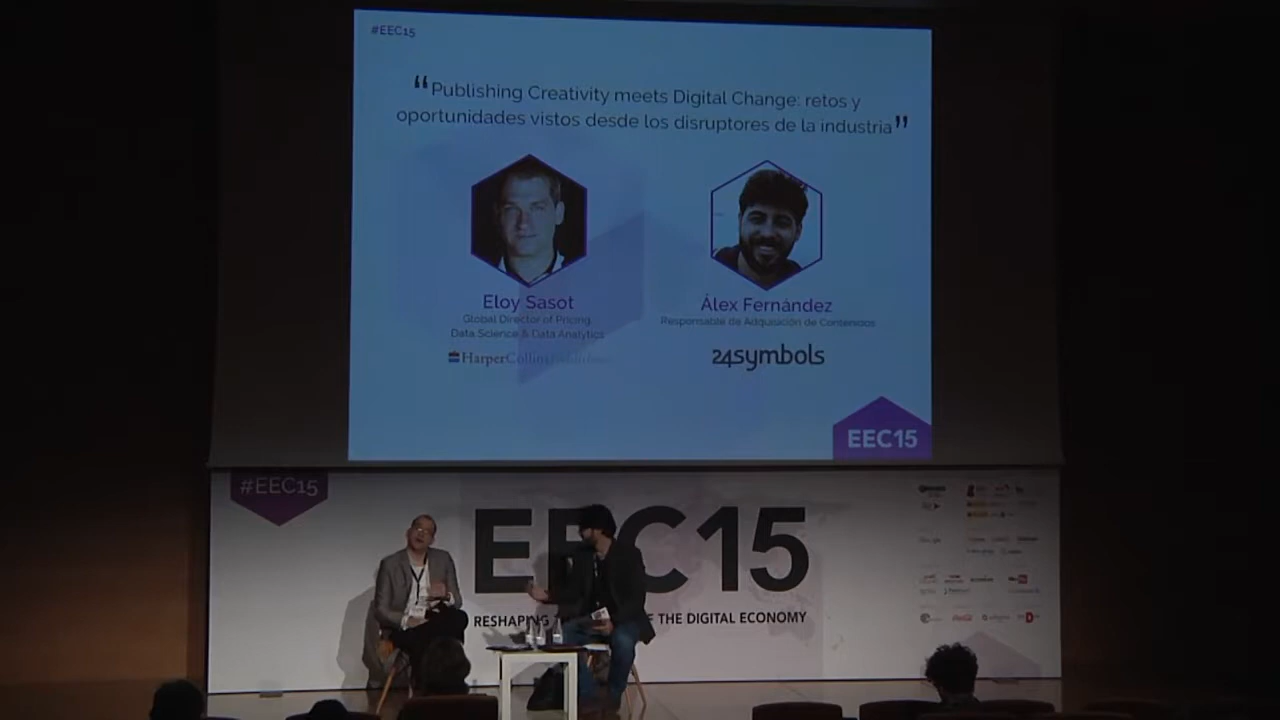 #EEC15
“Publishing Creativity meets Digital Change: retos y
oportunidades vistos desde los disruptores de la industria”
Eloy Sasot
Global Director of Pricing
Data Science & Data Analytics
HarperCollins
Álex Fernández
Responsable de Adquisición de Contenidos
24symbols
EEC15
#EEC15
EEC15
RESHAPING THE DIGITAL ECONOMY